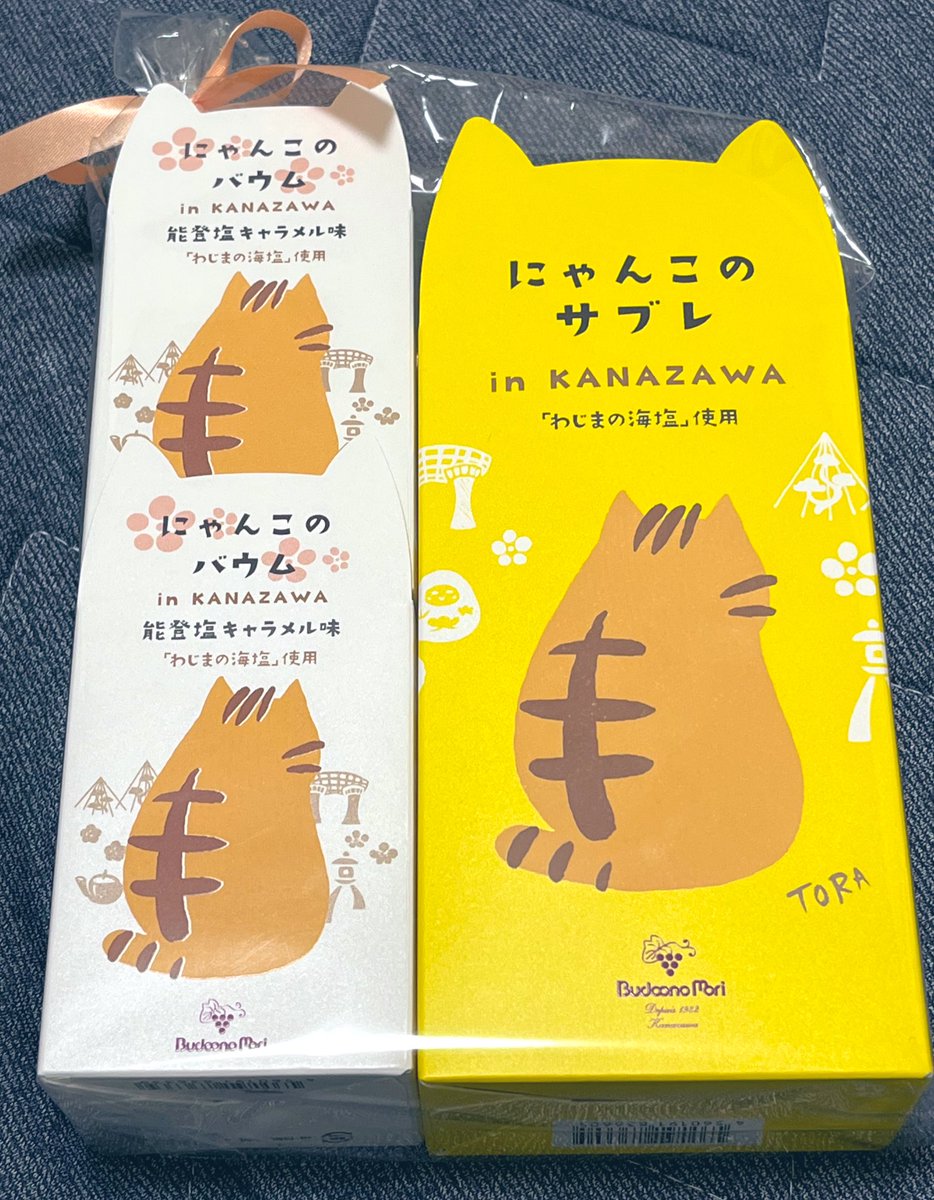 にゃんこの
バウム
in KANAZAWA
能登塩キャラメル味
「わじまの海塩」使用
にゃんこの
バウム
in KANAZAWA
能登塩キャラメル味
「わじまの海塩」使用
Budoono Mori
にゃんこの
サブレ
in KANAZAWA
「わじまの海塩」使用
TORA
Budoono Mori
Depuis 1982
Kanazawa